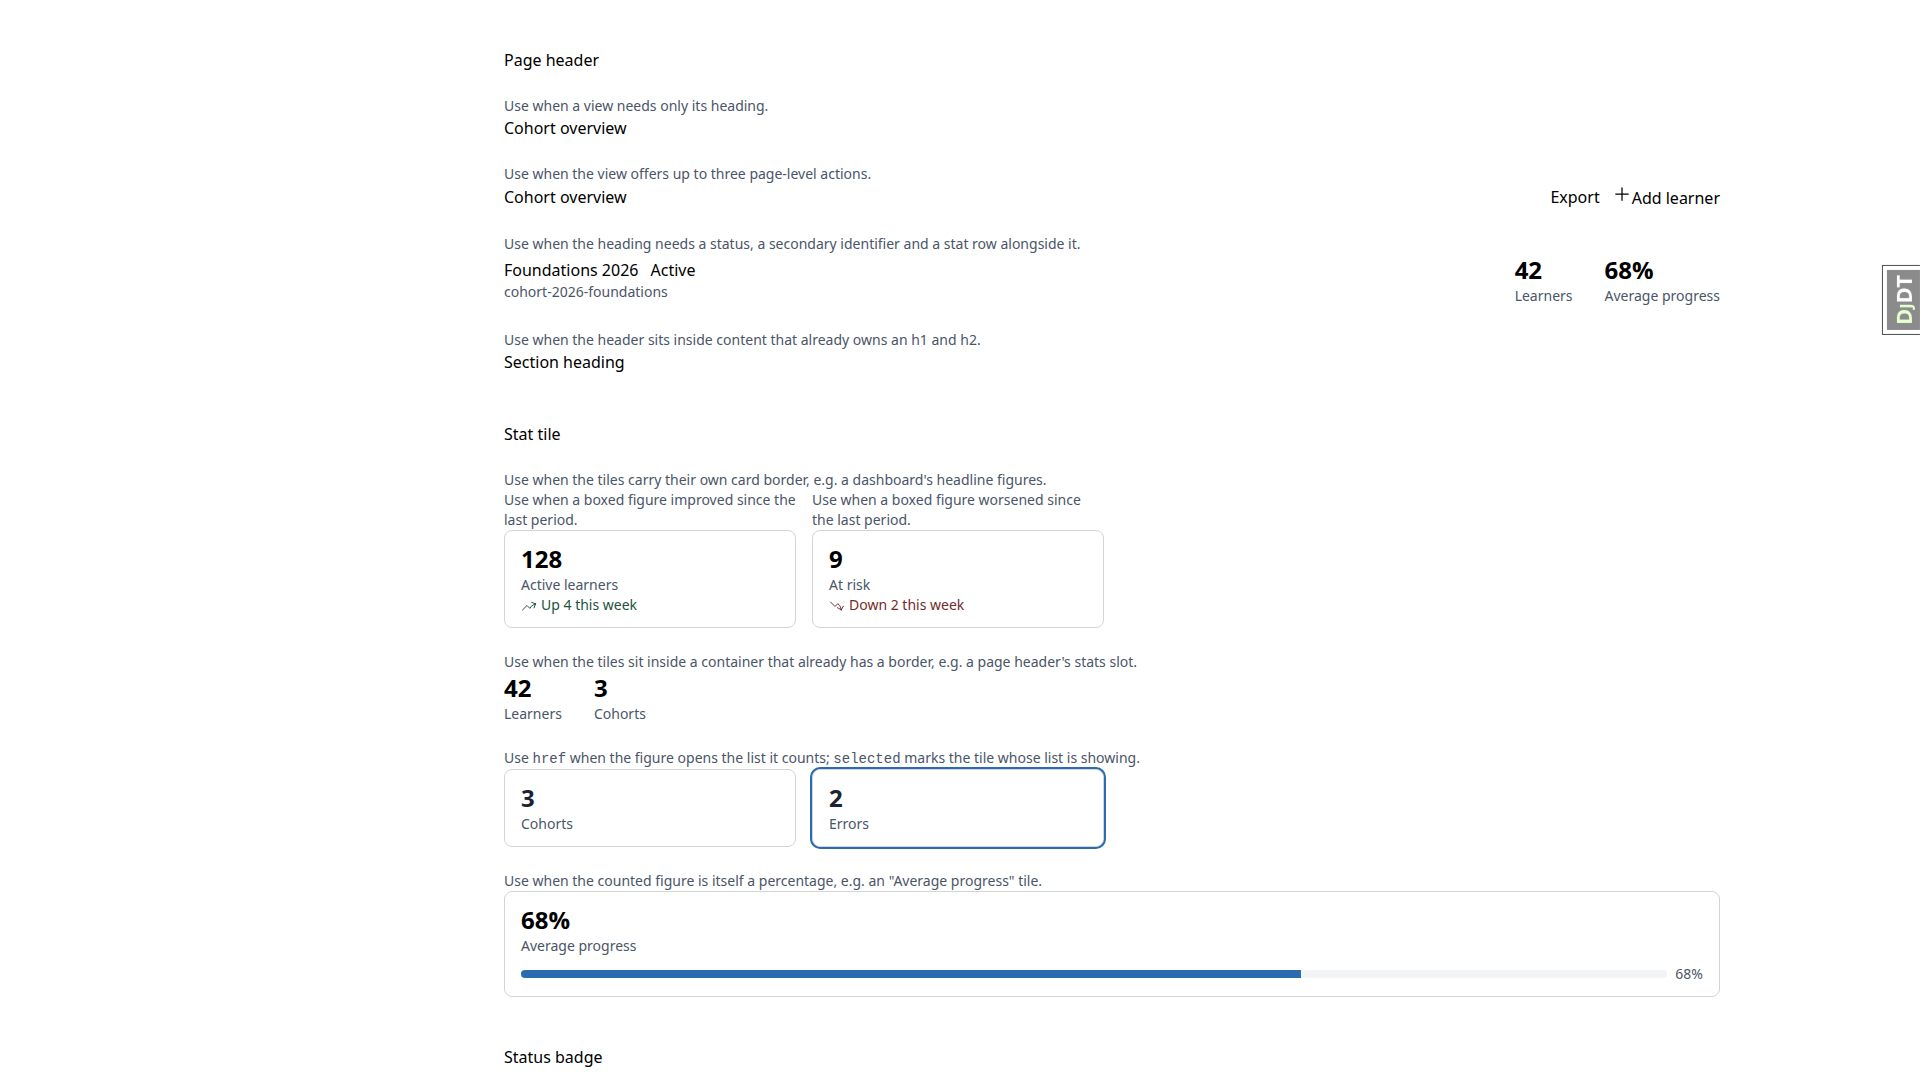 Page header
Use when a view needs only its heading.
Cohort overview
Use when the view offers up to three page-level actions.
Cohort overview
Export
Add learner
Use when the heading needs a status, a secondary identifier and a stat row alongside it.
Foundations 2026 Active
cohort-2026-foundations
42
Learners
68%
Average progress
DjDT
Use when the header sits inside content that already owns an h1 and h2.
Section heading
Stat tile
Use when the tiles carry their own card border, e.g. a dashboard's headline figures.
Use when a boxed figure improved since the
last period.
128
Active learners
Up 4 this week
Use when a boxed figure worsened since
the last period.
9
At risk
Down 2 this week
Use when the tiles sit inside a container that already has a border, e.g. a page header's stats slot.
42
Learners
3
Cohorts
Use href when the figure opens the list it counts; selected marks the tile whose list is showing.
3
Cohorts
2
Errors
Use when the counted figure is itself a percentage, e.g. an "Average progress" tile.
68%
Average progress
68%
Status badge